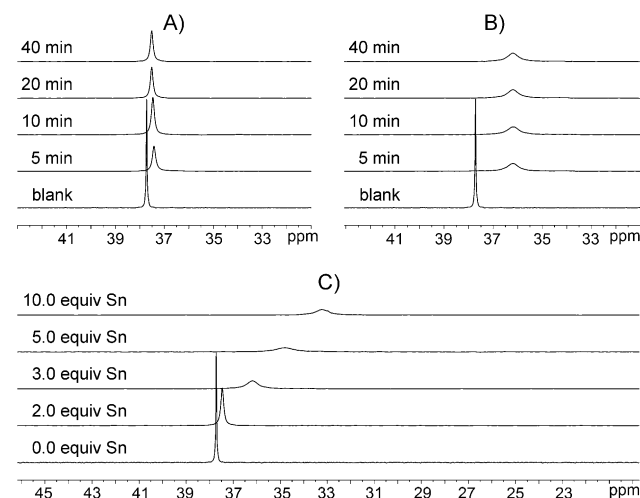 A)
40 min
20 min
10 min
5 min
blank
41 39 37 35 33 ppm
B)
40 min
20 min
10 min
5 min
blank
41 39 37 35 33 ppm
C)
10.0 equiv Sn
5.0 equiv Sn
3.0 equiv Sn
2.0 equiv Sn
0.0 equiv Sn
45 43 41 39 37 35 33 31 29 27 25 23 ppm